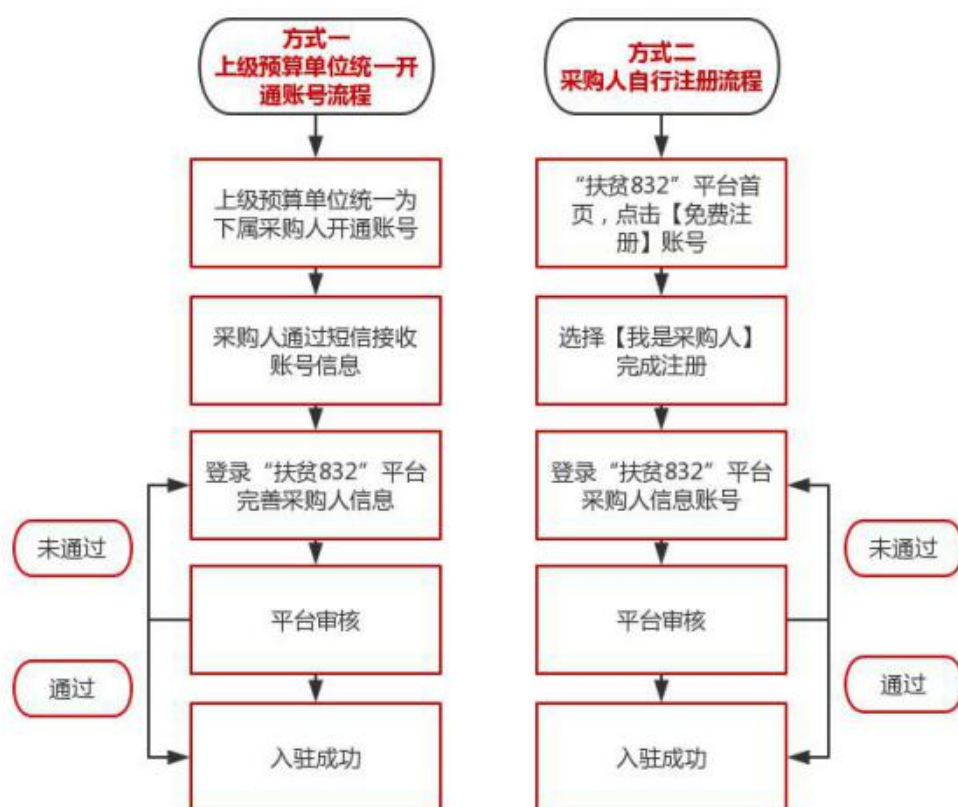 方式一
上级预算单位统一开
通账号流程
上级预算单位统一为
下属采购人开通账号
采购人通过短信接收
账号信息
登录“扶贫832”平台
完善采购人信息
未通过
平台审核
通过
入驻成功
方式二
采购人自行注册流程
“扶贫832”平台首
页，点击【免费注
册】账号
选择【我是采购人】
完成注册
登录“扶贫832”平台
采购人信息账号
未通过
平台审核
通过
入驻成功